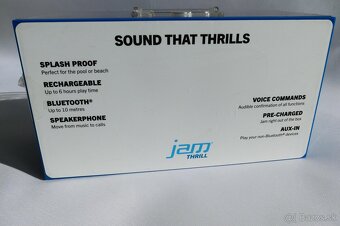 SOUND THAT THRILLS
SPLASH PROOF
Perfect for the pool or beach
RECHARGEABLE
Up to 6 hours play time
BLUETOOTH®
Up to 10 metres
SPEAKERPHONE
Move from music to calls
VOICE COMMANDS
Audible confirmation of all functions
PRE-CHARGED
Jam right out of the box
AUX-IN
Play your non-Bluetooth® devices
jam
THRILL
Bazos.sk